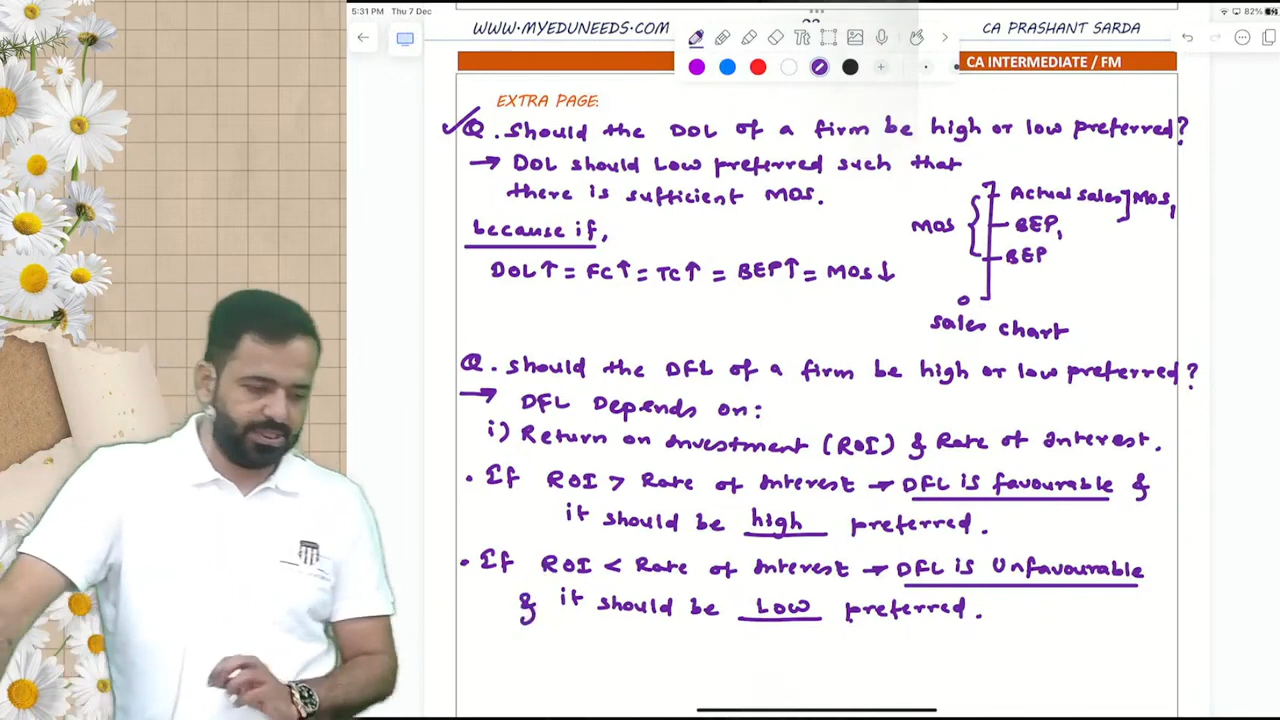 5:31 PM Thu 7 Dec
82%
WWW.MYEDUNEEDS.COM
CA PRASHANT SARDA
CA INTERMEDIATE / FM
EXTRA PAGE:
Q. Should the DOL of a firm be high or low preferred?
→ DOL should Low preferred such that
there is sufficient MOS.
because if,
DOL↑ = FC↑ = TC↑ = BEP↑ = MOS↓
Actual sales ] MOS1
MOS { BEP1
BEP
0
sales chart
Q. Should the DFL of a firm be high or low preferred?
→ DFL Depends on:
i) Return on Investment (ROI) & Rate of Interest.
• If ROI > Rate of Interest → DFL is favourable &
it should be high preferred.
• If ROI < Rate of Interest → DFL is Unfavourable
& it should be Low preferred.